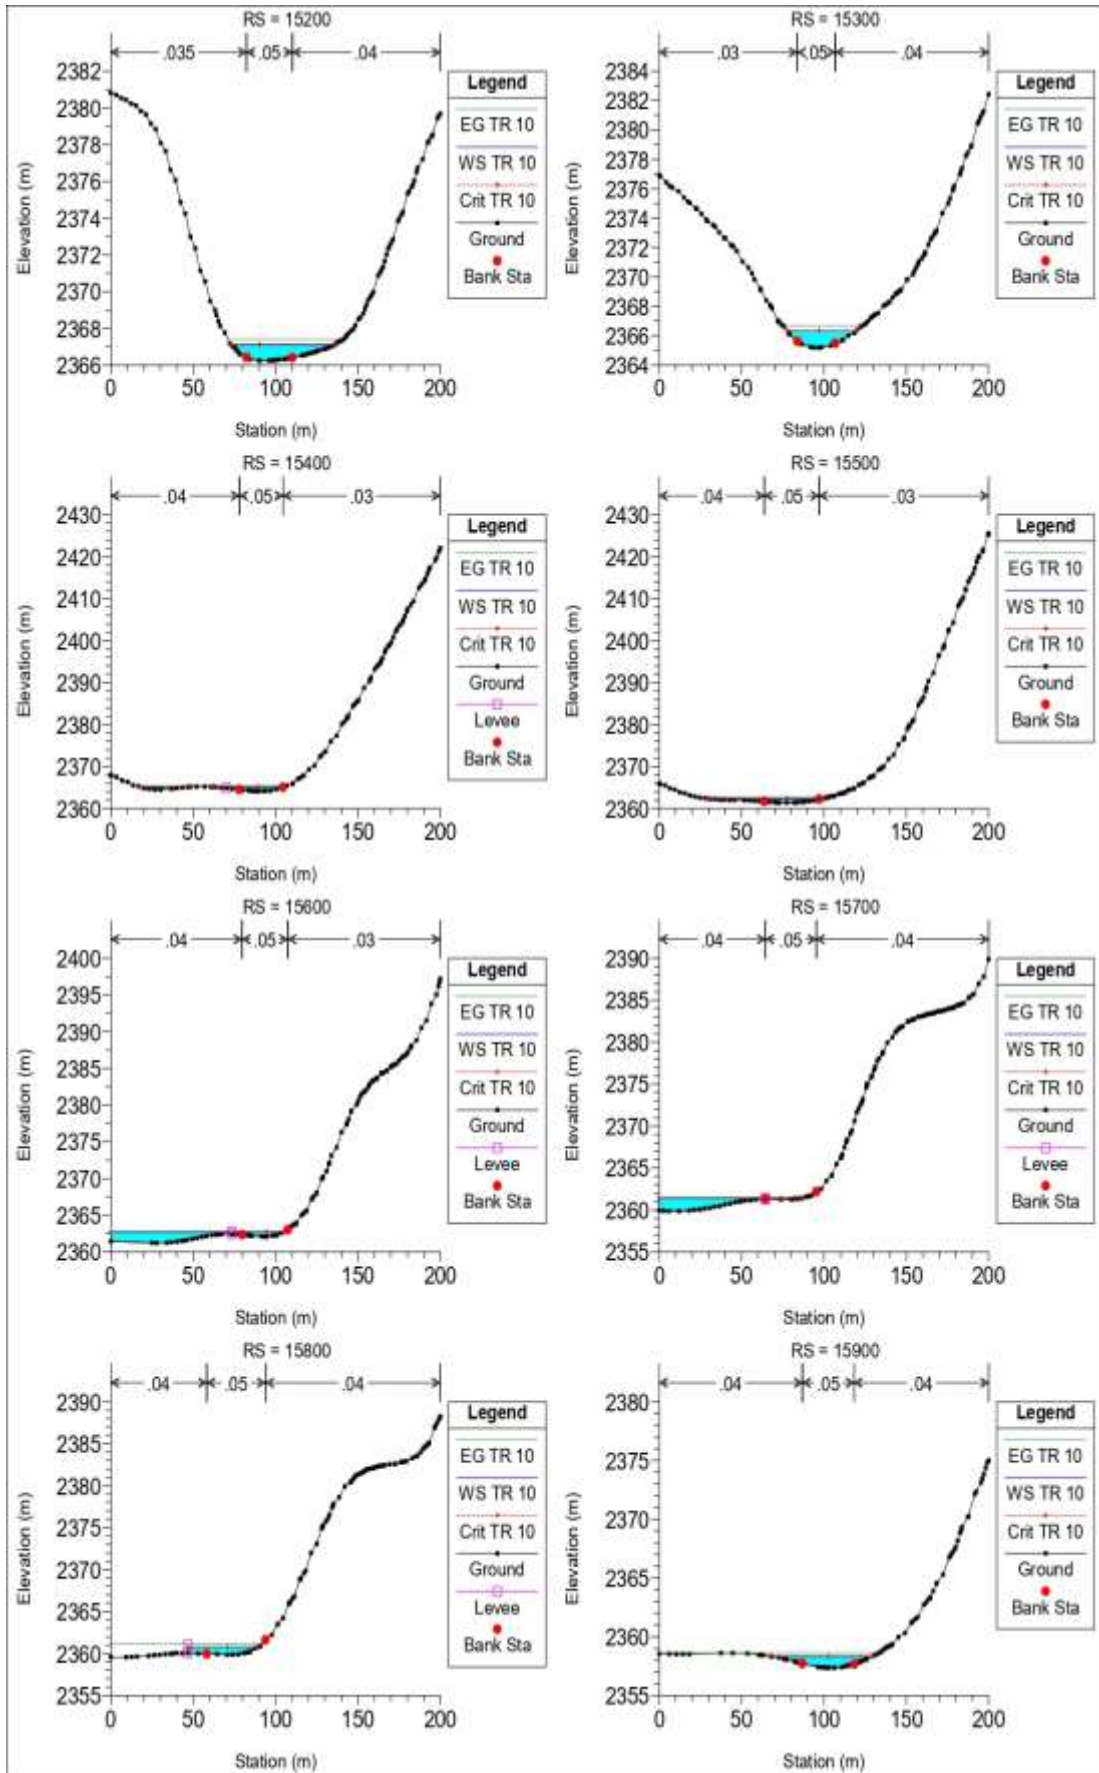 RS = 15200
.035 .05 .04
2382
2380
2378
2376
2374
2372
2370
2368
2366
Elevation (m)
0 50 100 150 200
Station (m)
Legend
EG TR 10
WS TR 10
Crit TR 10
Ground
Bank Sta
RS = 15300
.03 .05 .04
2384
2382
2380
2378
2376
2374
2372
2370
2368
2366
2364
Elevation (m)
0 50 100 150 200
Station (m)
Legend
EG TR 10
WS TR 10
Crit TR 10
Ground
Bank Sta
RS = 15400
.04 .05 .03
2430
2420
2410
2400
2390
2380
2370
2360
Elevation (m)
0 50 100 150 200
Station (m)
Legend
EG TR 10
WS TR 10
Crit TR 10
Ground
Levee
Bank Sta
RS = 15500
.04 .05 .03
2430
2420
2410
2400
2390
2380
2370
2360
Elevation (m)
0 50 100 150 200
Station (m)
Legend
EG TR 10
WS TR 10
Crit TR 10
Ground
Bank Sta
RS = 15600
.04 .05 .03
2400
2395
2390
2385
2380
2375
2370
2365
2360
Elevation (m)
0 50 100 150 200
Station (m)
Legend
EG TR 10
WS TR 10
Crit TR 10
Ground
Levee
Bank Sta
RS = 15700
.04 .05 .04
2390
2385
2380
2375
2370
2365
2360
2355
Elevation (m)
0 50 100 150 200
Station (m)
Legend
EG TR 10
WS TR 10
Crit TR 10
Ground
Levee
Bank Sta
RS = 15800
.04 .05 .04
2390
2385
2380
2375
2370
2365
2360
2355
Elevation (m)
0 50 100 150 200
Station (m)
Legend
EG TR 10
WS TR 10
Crit TR 10
Ground
Levee
Bank Sta
RS = 15900
.04 .05 .04
2380
2375
2370
2365
2360
2355
Elevation (m)
0 50 100 150 200
Station (m)
Legend
EG TR 10
WS TR 10
Crit TR 10
Ground
Bank Sta